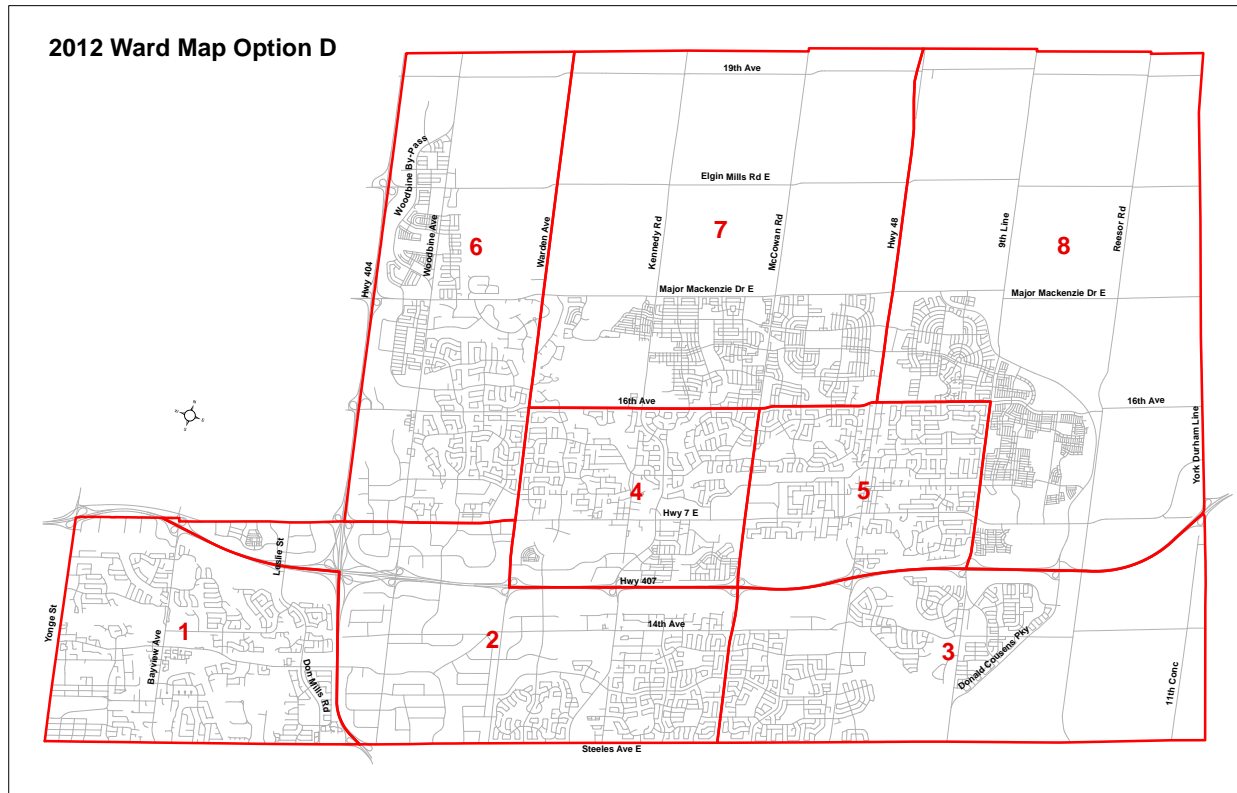 2012 Ward Map Option D
19th Ave
Woodbine By-Pass
Elgin Mills Rd E
Woodbine Ave
6
Warden Ave
Kennedy Rd
7
McCowan Rd
Hwy 48
9th Line
8
Reesor Rd
Hwy 404
Major Mackenzie Dr E
Major Mackenzie Dr E
16th Ave
16th Ave
York Durham Line
4
5
Hwy 7 E
Leslie St
Hwy 407
Yonge St
1
Bayview Ave
2
14th Ave
3
Don Mills Rd
Donald Cousens Pky
11th Conc
Steeles Ave E